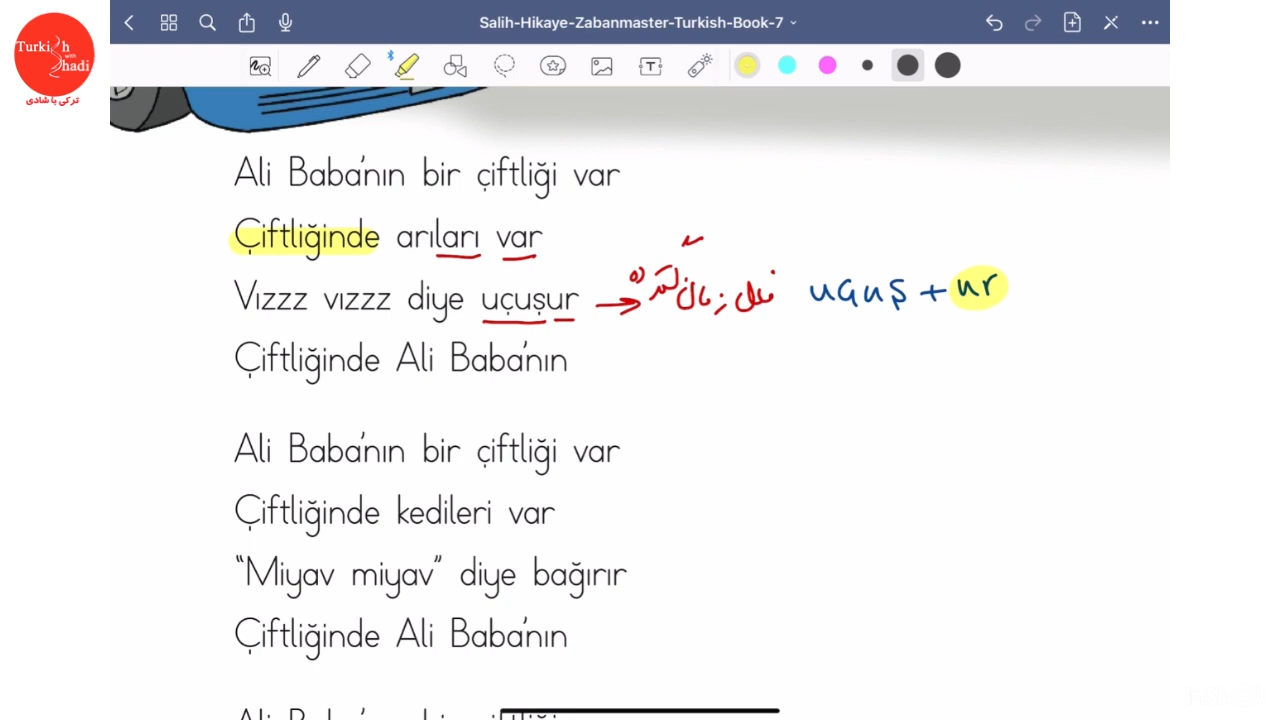 Turkish
with
Shadi
ترکی با شادی
Salih-Hikaye-Zabanmaster-Turkish-Book-7
Ali Baba'nın bir çiftliği var
Çiftliğinde arıları var
Vızzz vızzz diye uçuşur → فعل زمان uçuş + ur
Çiftliğinde Ali Baba'nın
Ali Baba'nın bir çiftliği var
Çiftliğinde kedileri var
“Miyav miyav” diye bağırır
Çiftliğinde Ali Baba'nın